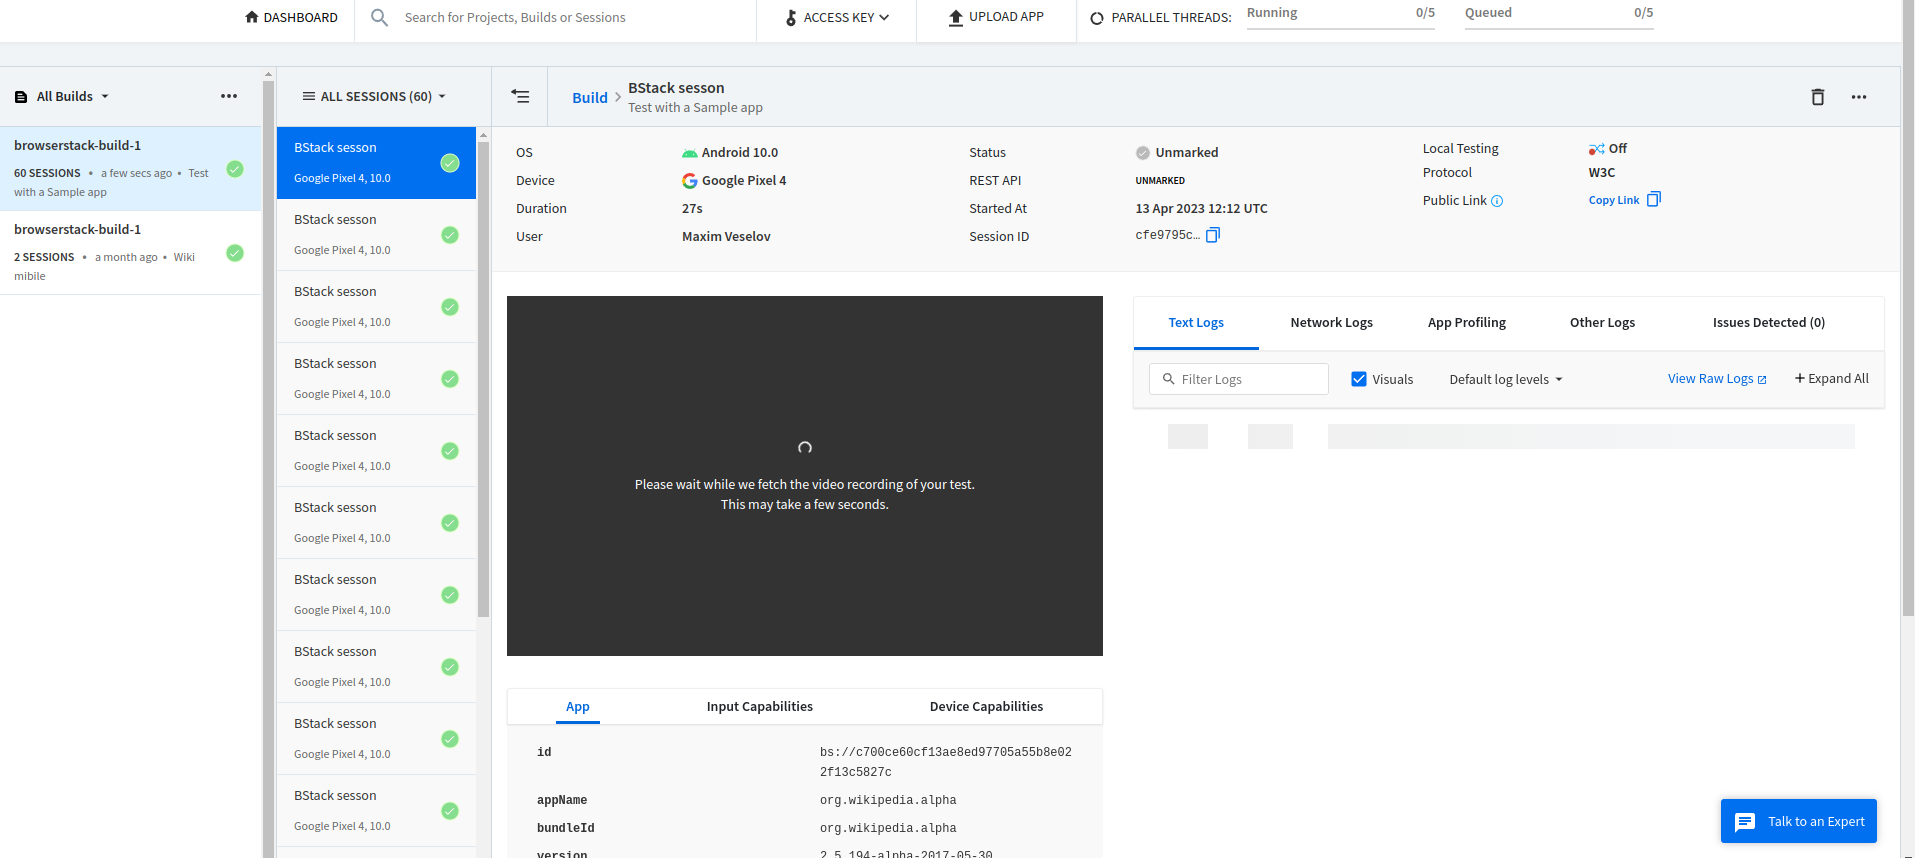 DASHBOARD
Search for Projects, Builds or Sessions
ACCESS KEY
UPLOAD APP
PARALLEL THREADS:
Running 0/5
Queued 0/5
All Builds
browserstack-build-1
60 SESSIONS • a few secs ago • Test
with a Sample app
browserstack-build-1
2 SESSIONS • a month ago • Wiki
mibile
ALL SESSIONS (60)
BStack sesson
Google Pixel 4, 10.0
BStack sesson
Google Pixel 4, 10.0
BStack sesson
Google Pixel 4, 10.0
BStack sesson
Google Pixel 4, 10.0
BStack sesson
Google Pixel 4, 10.0
BStack sesson
Google Pixel 4, 10.0
BStack sesson
Google Pixel 4, 10.0
BStack sesson
Google Pixel 4, 10.0
BStack sesson
Google Pixel 4, 10.0
BStack sesson
Google Pixel 4, 10.0
Build
BStack sesson
Test with a Sample app
OS Android 10.0
Device Google Pixel 4
Duration 27s
User Maxim Veselov
Status Unmarked
REST API UNMARKED
Started At 13 Apr 2023 12:12 UTC
Session ID cfe9795c…
Local Testing Off
Protocol W3C
Public Link Copy Link
Please wait while we fetch the video recording of your test.
This may take a few seconds.
Text Logs Network Logs App Profiling Other Logs Issues Detected (0)
Filter Logs Visuals Default log levels View Raw Logs + Expand All
App Input Capabilities Device Capabilities
id bs://c700ce60cf13ae8ed97705a55b8e02
2f13c5827c
appName org.wikipedia.alpha
bundleId org.wikipedia.alpha
version 2.5.194-alpha-2017-05-30
Talk to an Expert